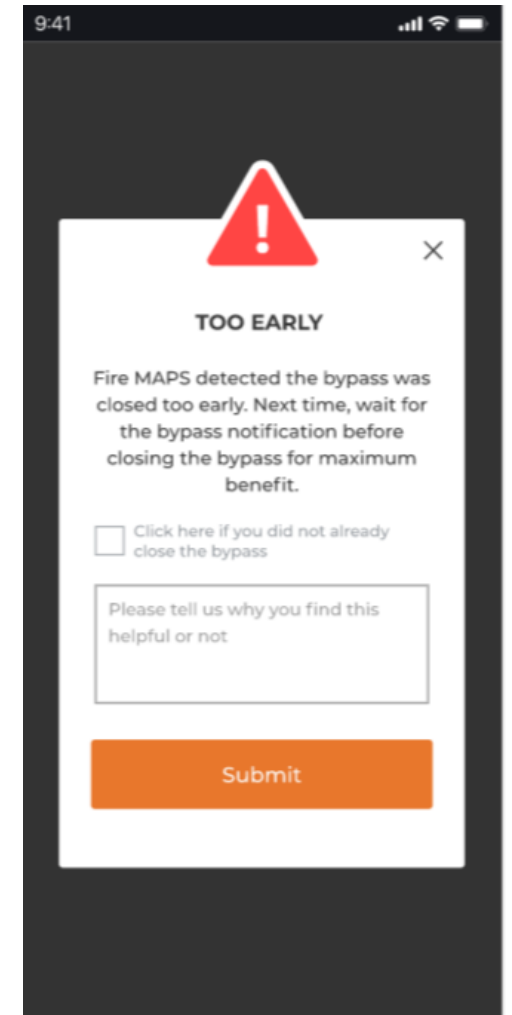 9:41
!
TOO EARLY
Fire MAPS detected the bypass was
closed too early. Next time, wait for
the bypass notification before
closing the bypass for maximum
benefit.
Click here if you did not already
close the bypass
Please tell us why you find this
helpful or not
Submit